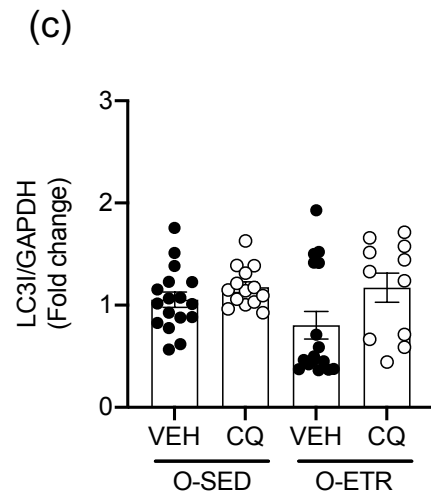 (c)
LC3I/GAPDH
(Fold change)
3
2
1
0
VEH CQ VEH CQ
O-SED O-ETR